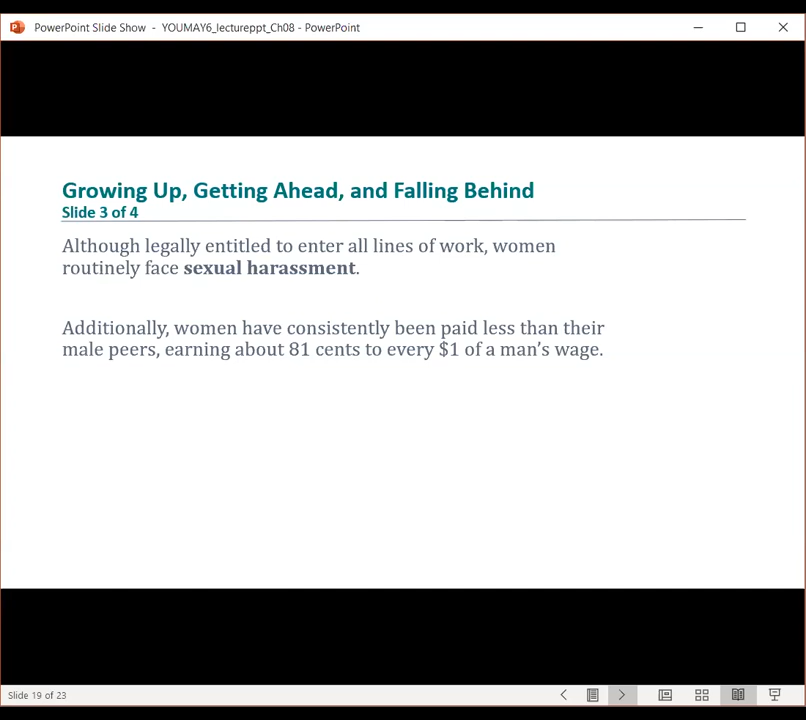 PowerPoint Slide Show - YOUMAY6_lectureppt_Ch08 - PowerPoint
Growing Up, Getting Ahead, and Falling Behind
Slide 3 of 4
Although legally entitled to enter all lines of work, women
routinely face sexual harassment.
Additionally, women have consistently been paid less than their
male peers, earning about 81 cents to every $1 of a man’s wage.
Slide 19 of 23